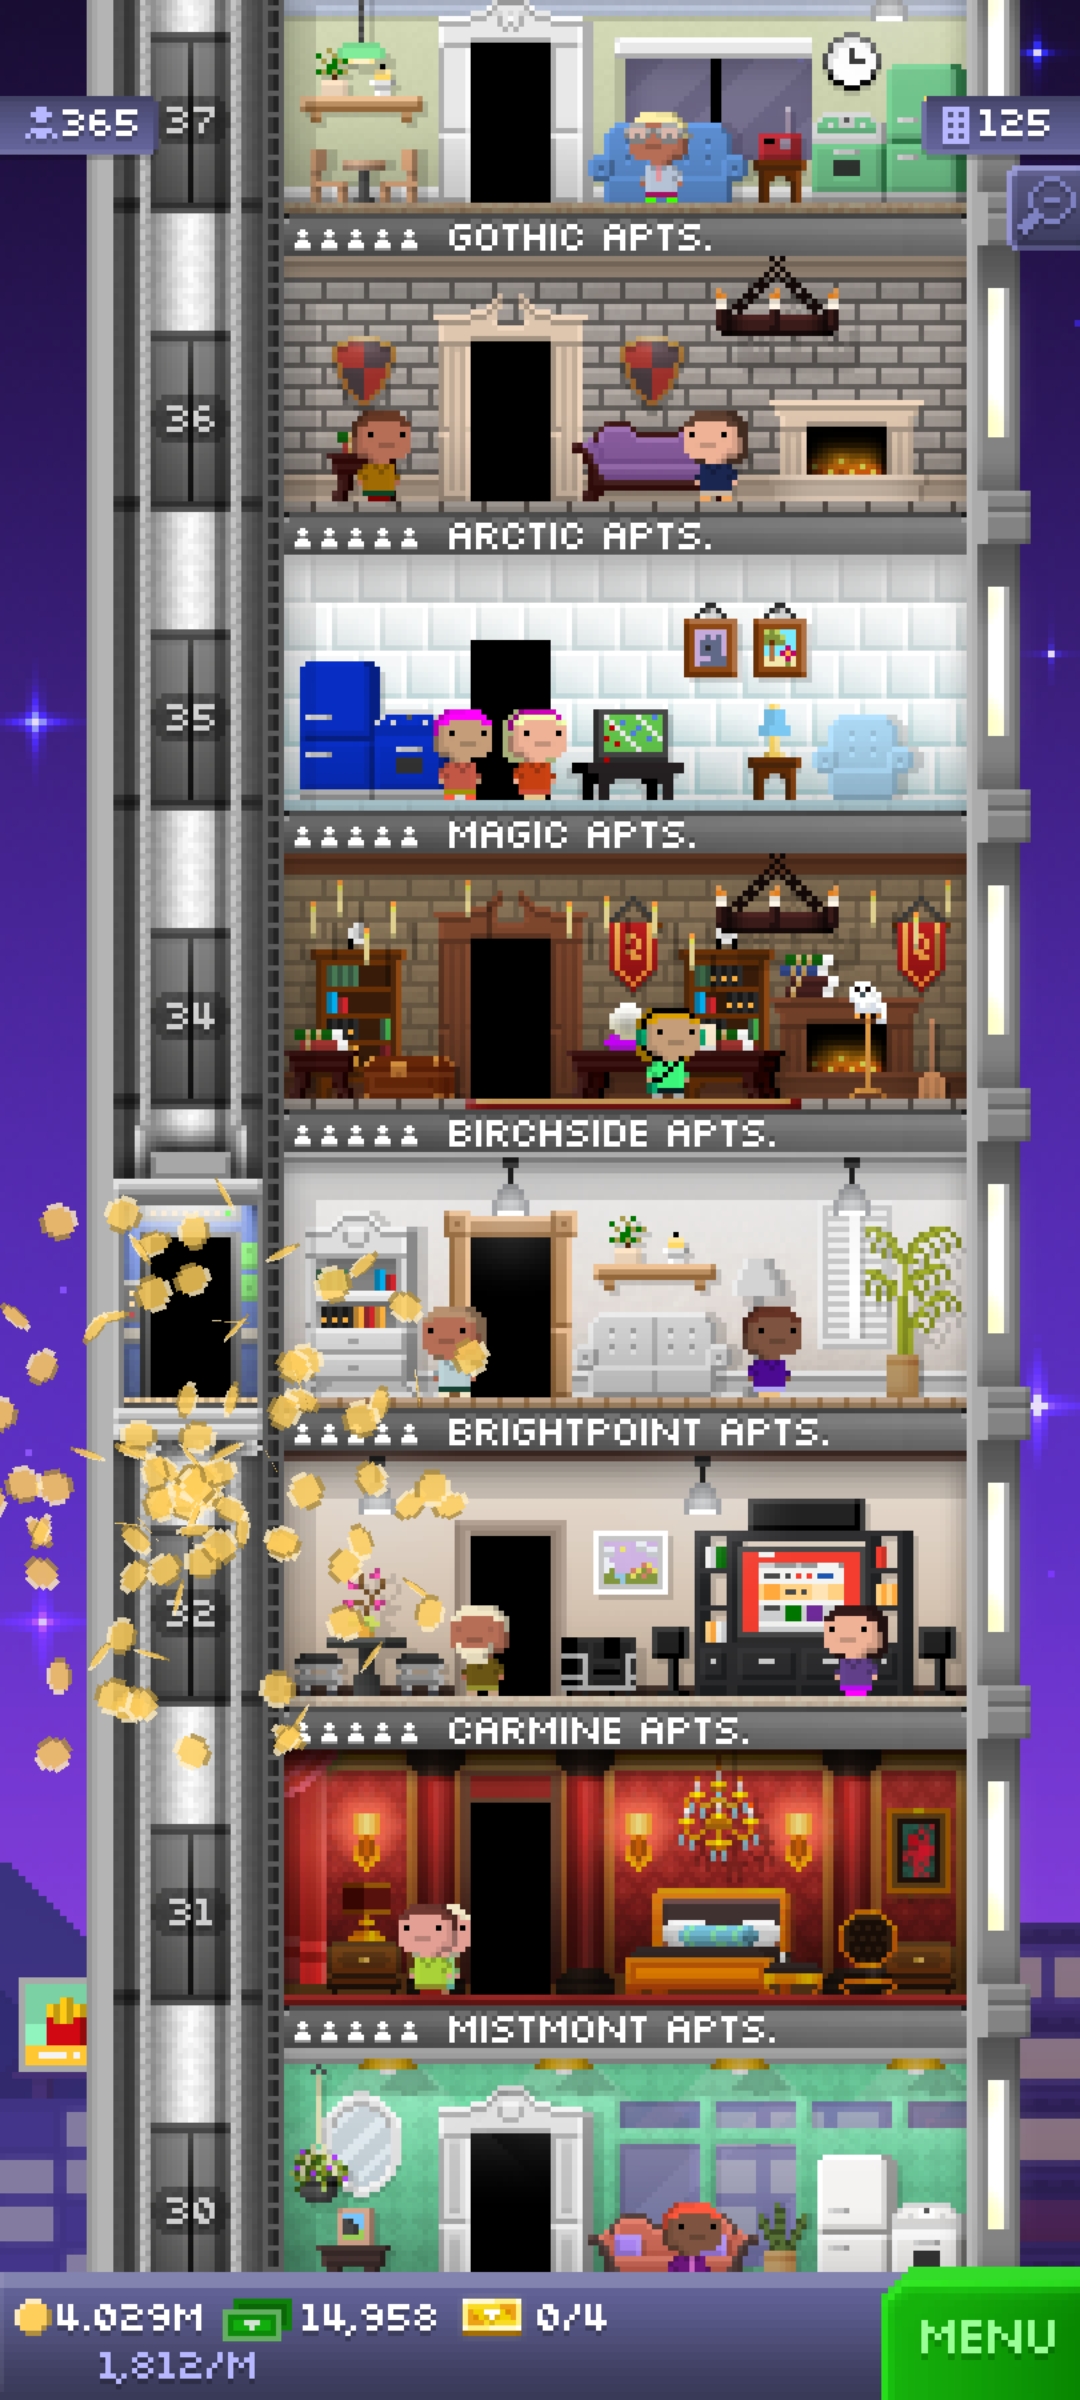 365
37
125
GOTHIC APTS.
36
ARCTIC APTS.
35
MAGIC APTS.
34
BIRCHSIDE APTS.
BRIGHTPOINT APTS.
32
CARMINE APTS.
31
MISTMONT APTS.
30
4.029M 14,958 0/4
1,812/M
MENU